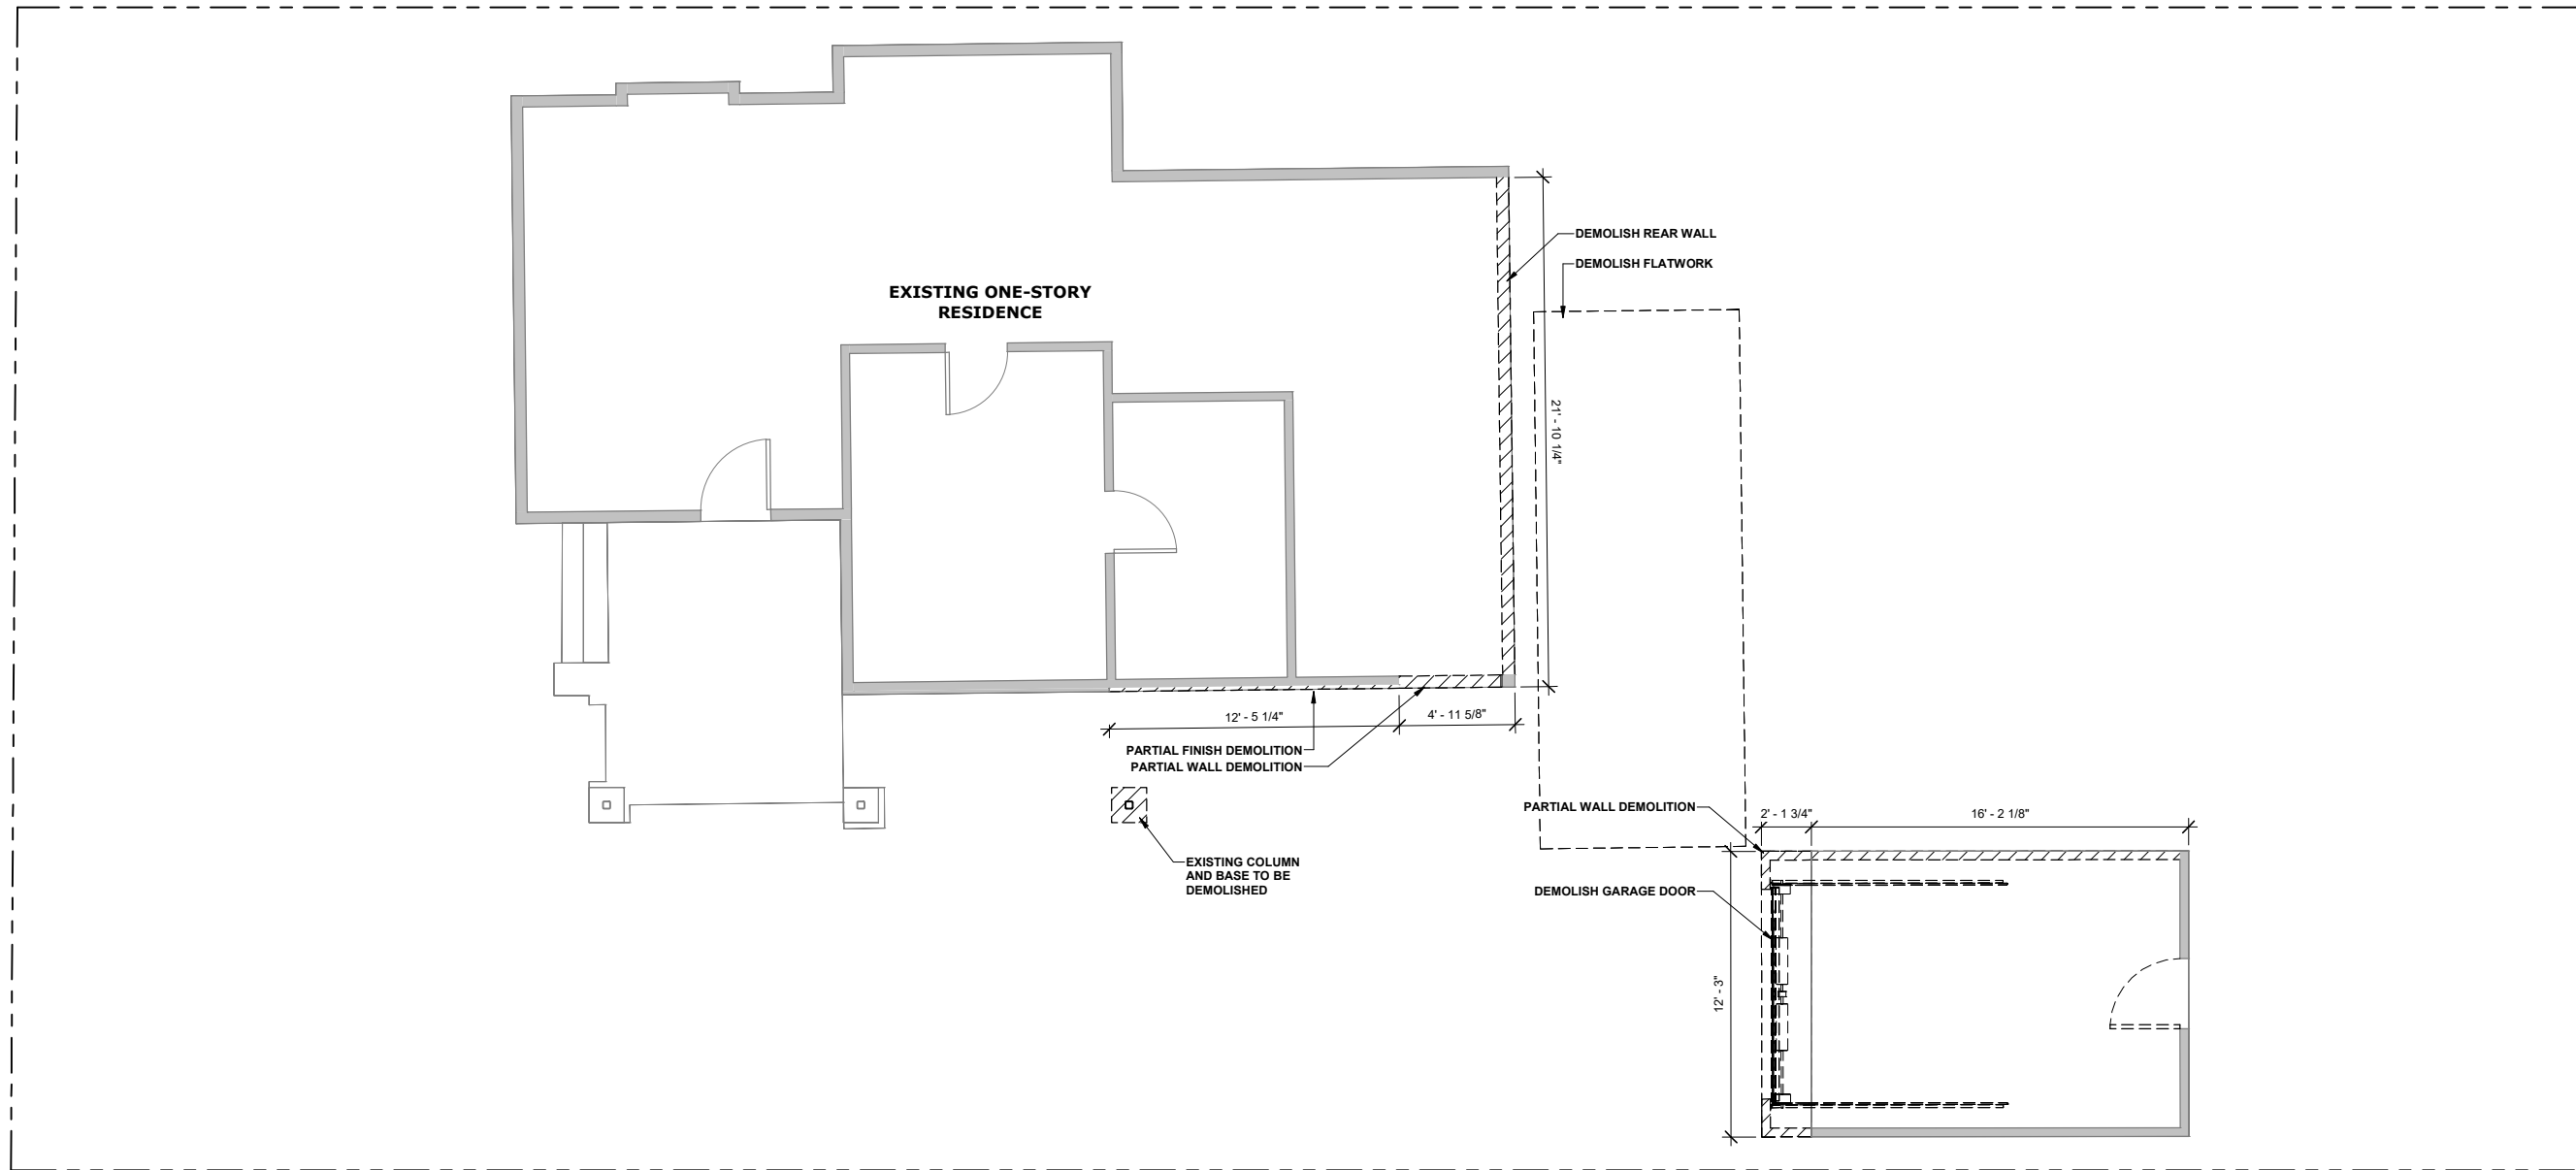 DEMOLISH REAR WALL
DEMOLISH FLATWORK
EXISTING ONE-STORY
RESIDENCE
21' - 10 1/4"
12' - 5 1/4"
4' - 11 5/8"
PARTIAL FINISH DEMOLITION
PARTIAL WALL DEMOLITION
PARTIAL WALL DEMOLITION
2' - 1 3/4"
16' - 2 1/8"
EXISTING COLUMN
AND BASE TO BE
DEMOLISHED
DEMOLISH GARAGE DOOR
12' - 3"